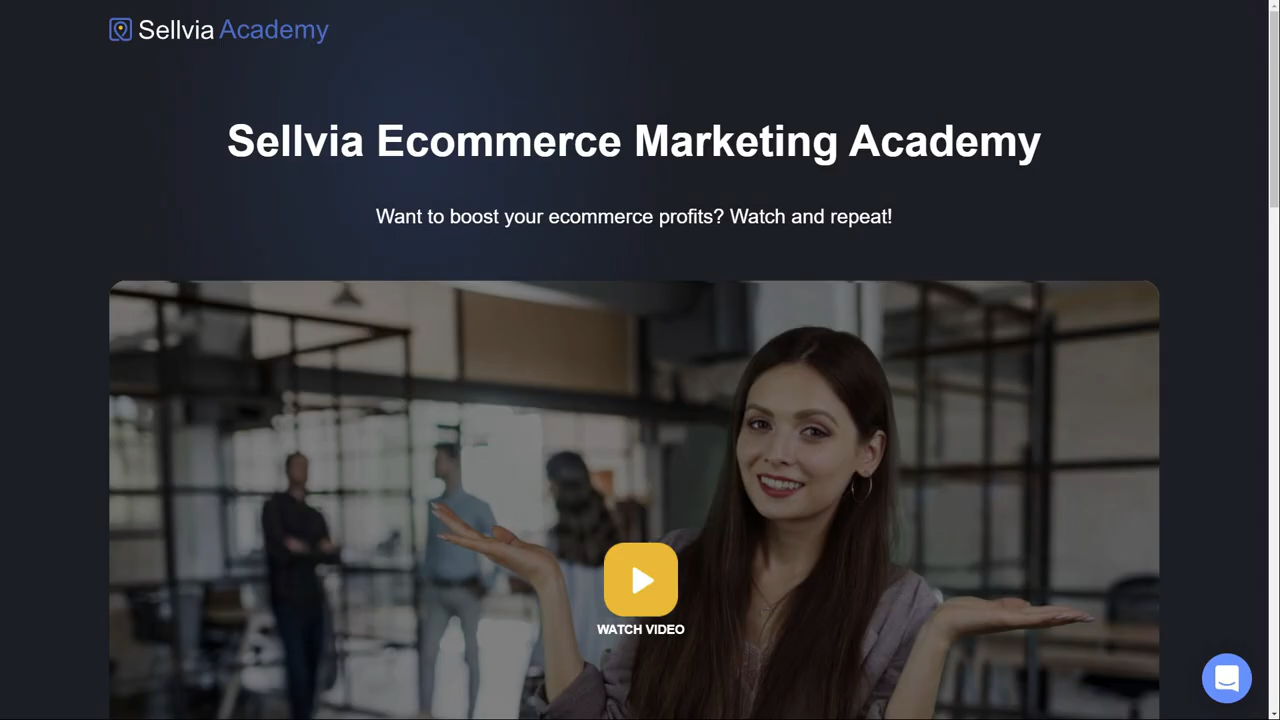 Sellvia Academy
Sellvia Ecommerce Marketing Academy
Want to boost your ecommerce profits? Watch and repeat!
WATCH VIDEO